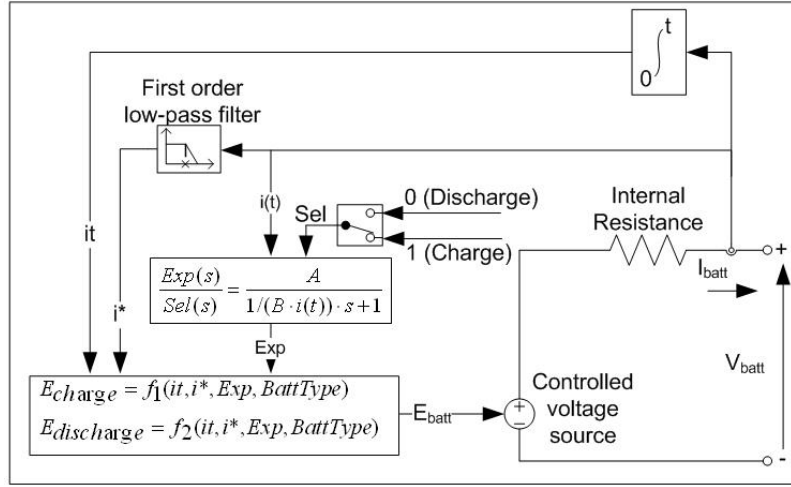 t
∫
0
First order
low-pass filter
i(t)
Sel
0 (Discharge)
1 (Charge)
Internal
Resistance
+
I_batt
it
i*
Exp(s)/Sel(s) = A/(1/(B·i(t))·s+1)
Exp
E_charge = f_1(it,i*,Exp,BattType)
E_discharge = f_2(it,i*,Exp,BattType)
E_batt
+
-
Controlled
voltage
source
V_batt
-